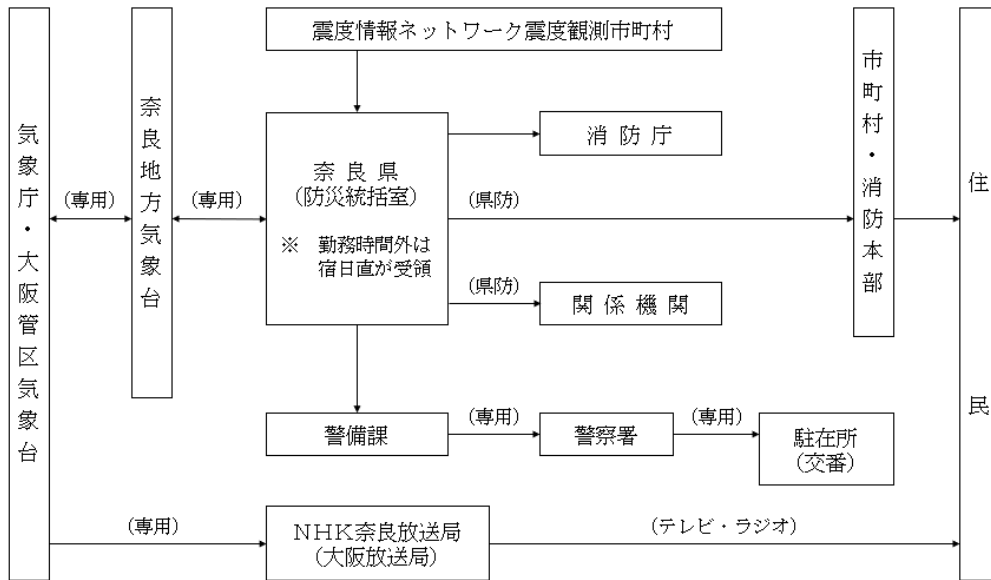 震度情報ネットワーク震度観測市町村
気象庁・大阪管区気象台
(専用)
奈良地方気象台
(専用)
奈良県
(防災統括室)
※ 勤務時間外は
宿日直が受領
消防庁
(県防)
市町村・消防本部
住民
(県防)
関係機関
警備課
(専用)
警察署
(専用)
駐在所
(交番)
(専用)
NHK奈良放送局
(大阪放送局)
(テレビ・ラジオ)